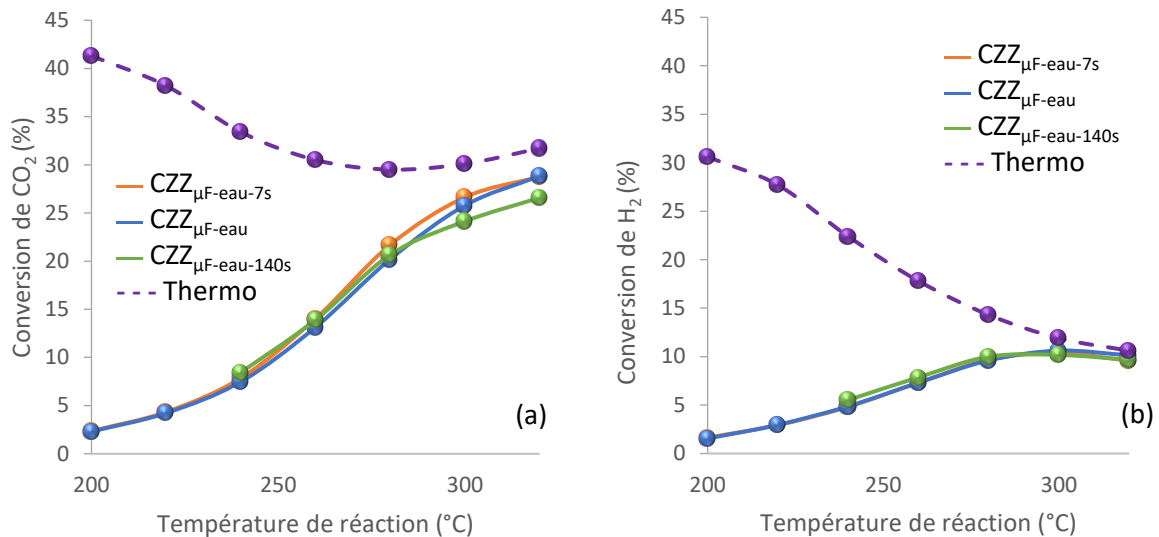 45
40
35
30
25
20
15
10
5
0
Conversion de CO₂ (%)
CZZμF-eau-7s
CZZμF-eau
CZZμF-eau-140s
Thermo
(a)
200
250
300
Température de réaction (°C)
45
40
35
30
25
20
15
10
5
0
Conversion de H₂ (%)
CZZμF-eau-7s
CZZμF-eau
CZZμF-eau-140s
Thermo
(b)
200
250
300
Température de réaction (°C)